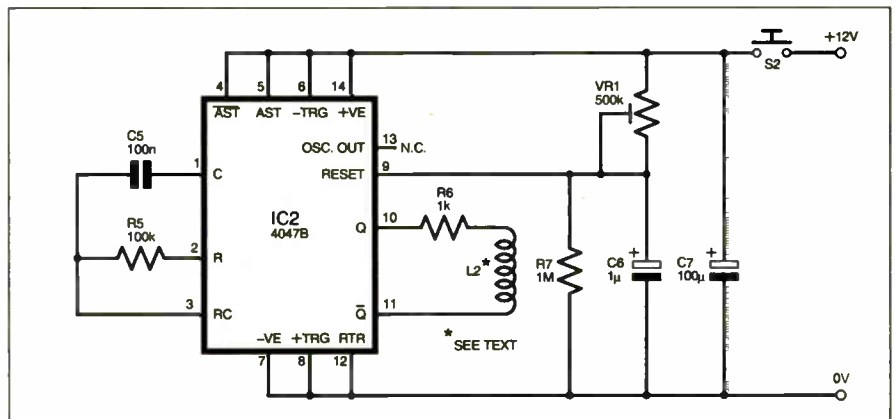 +12V
S2
VR1
500k
4
5
6
14
A̅S̅T̅
AST
-TRG
+VE
C5
100n
1
C
OSC. OUT
13
N.C.
RESET
9
R6
1k
IC2
4047B
Q
10
R5
100k
2
R
L2*
R7
1M
C6
1µ
C7
100µ
3
RC
Q̅
11
*SEE TEXT
-VE
+TRG
RTR
7
8
12
0V